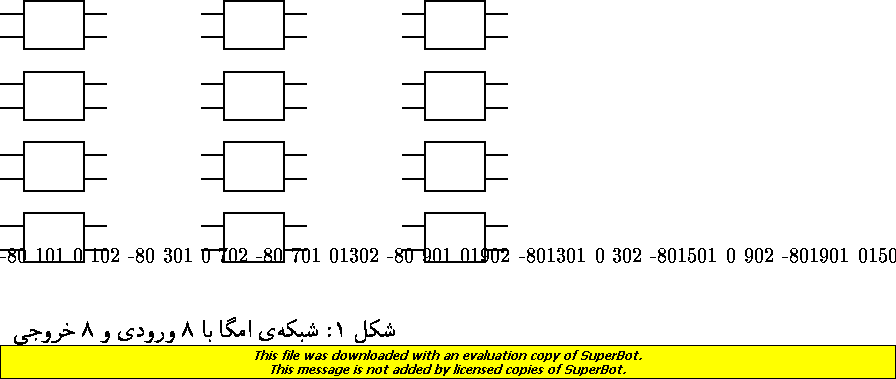 -80 101 0 102 -80 301 0 702 -80 701 01302 -80 901 01902 -801301 0 302 -801501 0 902 -801901 0150
شکل ۱: شبکه‌ی امگا با ۸ ورودی و ۸ خروجی
This file was downloaded with an evaluation copy of SuperBot.
This message is not added by licensed copies of SuperBot.